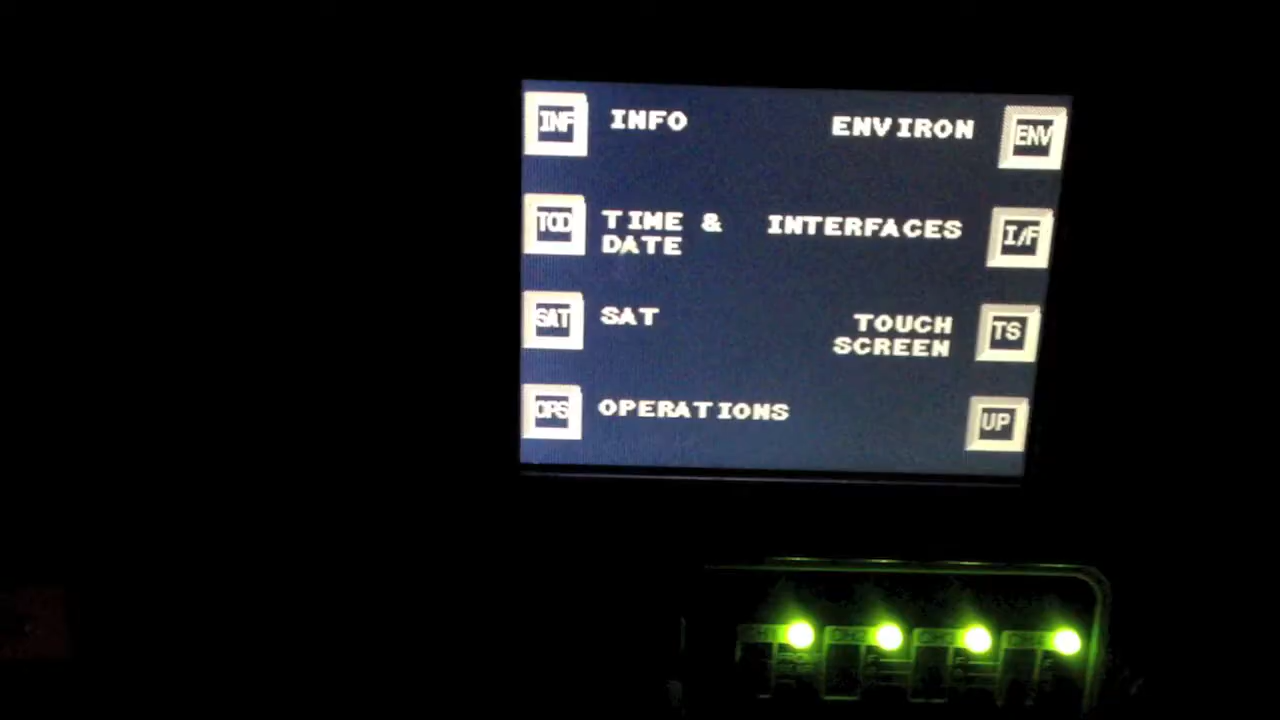 INF INFO ENVIRON ENV
TOD TIME & INTERFACES I/F
DATE
SAT SAT TOUCH TS
SCREEN
OPS OPERATIONS UP